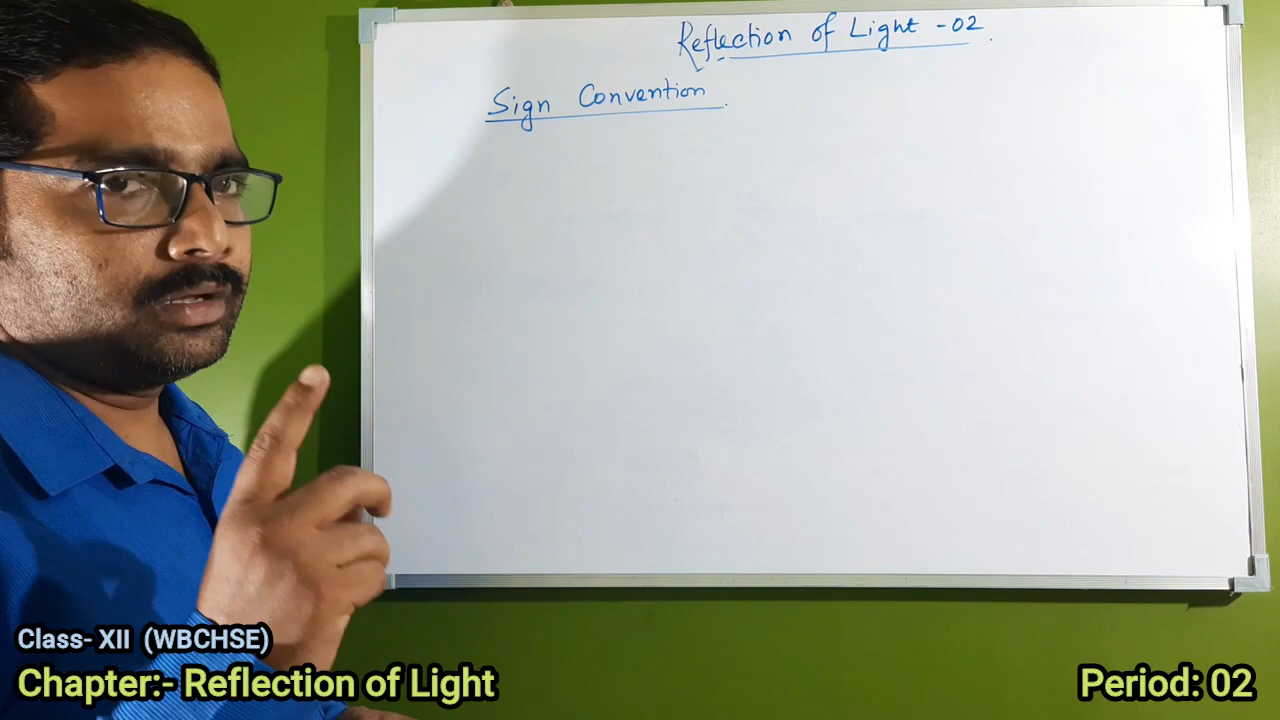 Reflection of Light -02.
Sign Convention.
Class- XII (WBCHSE)
Chapter:- Reflection of Light
Period: 02